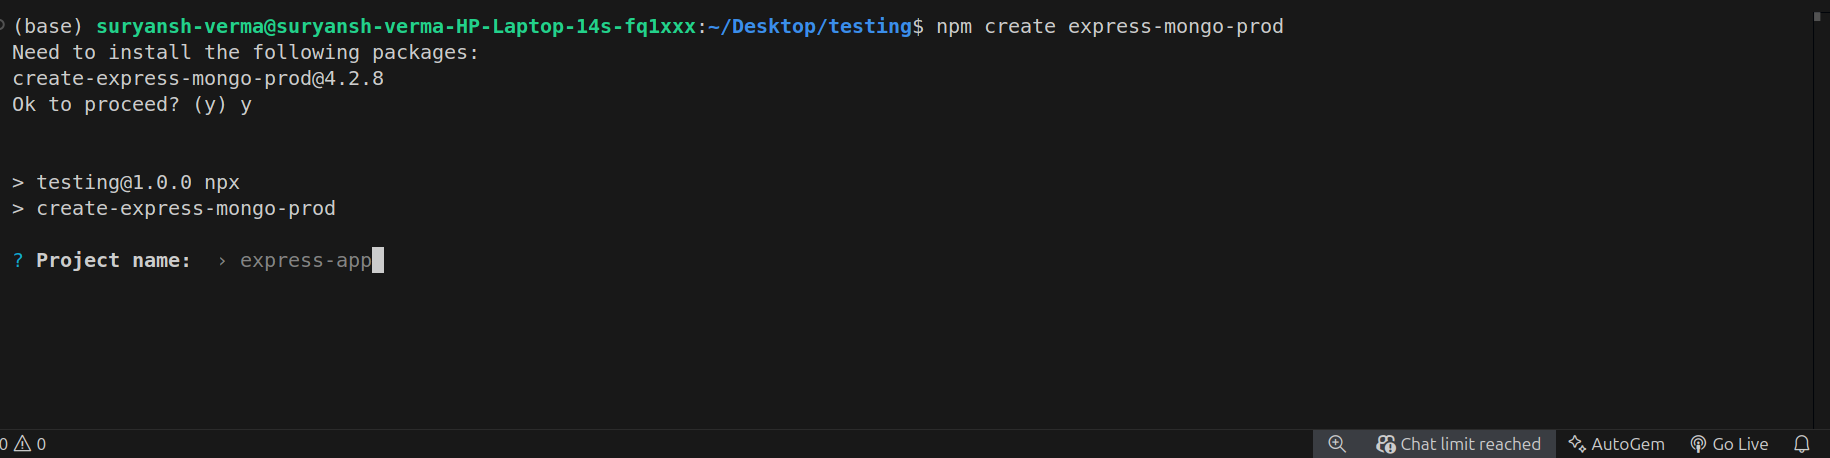 (base) suryansh-verma@suryansh-verma-HP-Laptop-14s-fq1xxx:~/Desktop/testing$ npm create express-mongo-prod
Need to install the following packages:
create-express-mongo-prod@4.2.8
Ok to proceed? (y) y
> testing@1.0.0 npx
> create-express-mongo-prod
? Project name: › express-app
0 0 Chat limit reached AutoGem Go Live